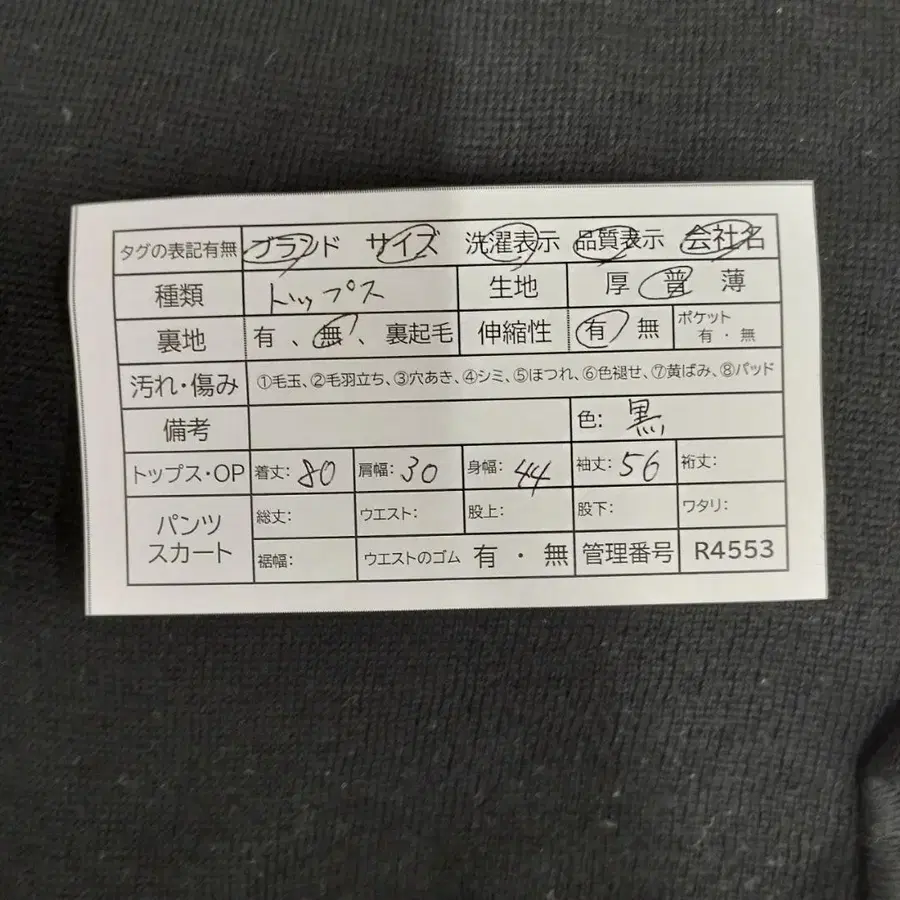 タグの表記有無 ブランド サイズ 洗濯表示 品質表示 会社名
種類 トップス 生地 厚 普 薄
裏地 有 、 無 、 裏起毛 伸縮性 有 無 ポケット 有 ・ 無
汚れ・傷み ①毛玉、②毛羽立ち、③穴あき、④シミ、⑤ほつれ、⑥色褪せ、⑦黄ばみ、⑧パッド
備考 色: 黒
トップス・OP 着丈: 80 肩幅: 30 身幅: 44 袖丈: 56 裄丈:
パンツ スカート 総丈: ウエスト: 股上: 股下: ワタリ:
裾幅: ウエストのゴム 有 ・ 無 管理番号 R4553